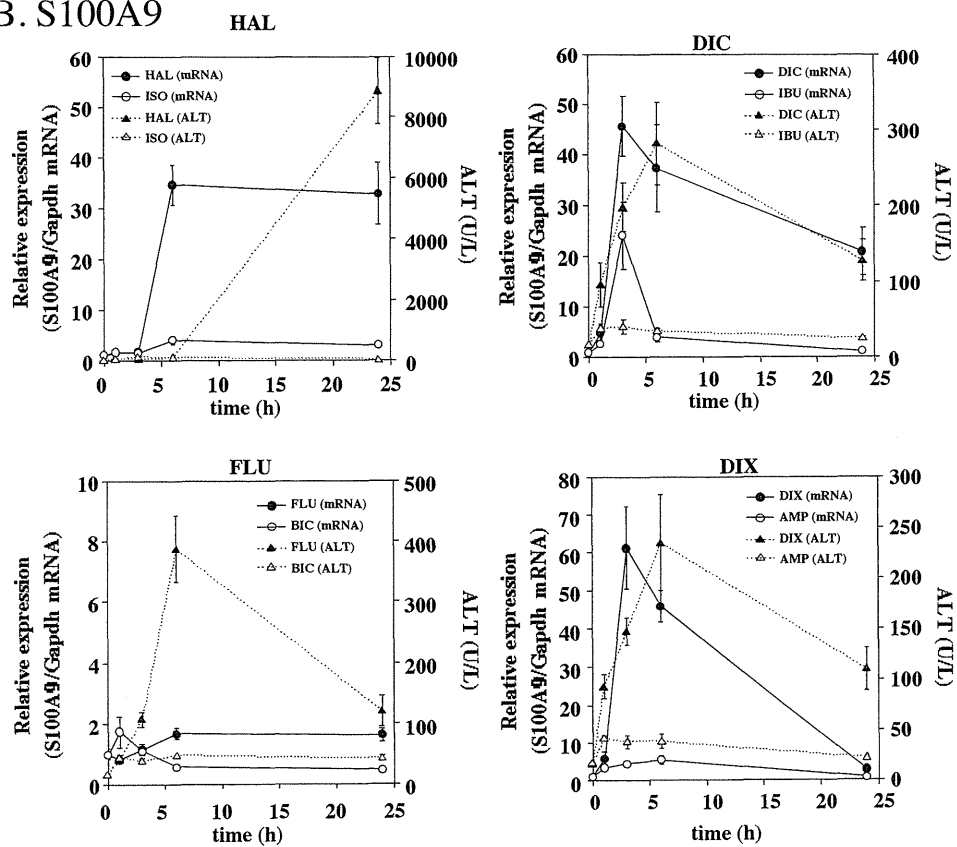 B. S100A9
HAL
60
50
40
30
20
10
0
10000
8000
6000
4000
2000
0
HAL (mRNA)
ISO (mRNA)
HAL (ALT)
ISO (ALT)
Relative expression
(S100A9/Gapdh mRNA)
ALT (U/L)
0 5 10 15 20 25
time (h)
DIC
60
50
40
30
20
10
0
400
300
200
100
0
DIC (mRNA)
IBU (mRNA)
DIC (ALT)
IBU (ALT)
Relative expression
(S100A9/Gapdh mRNA)
ALT (U/L)
0 5 10 15 20 25
time (h)
FLU
10
8
6
4
2
0
500
400
300
200
100
0
FLU (mRNA)
BIC (mRNA)
FLU (ALT)
BIC (ALT)
Relative expression
(S100A9/Gapdh mRNA)
ALT (U/L)
0 5 10 15 20 25
time (h)
DIX
80
70
60
50
40
30
20
10
0
300
250
200
150
100
50
0
DIX (mRNA)
AMP (mRNA)
DIX (ALT)
AMP (ALT)
Relative expression
(S100A9/Gapdh mRNA)
ALT (U/L)
0 5 10 15 20 25
time (h)